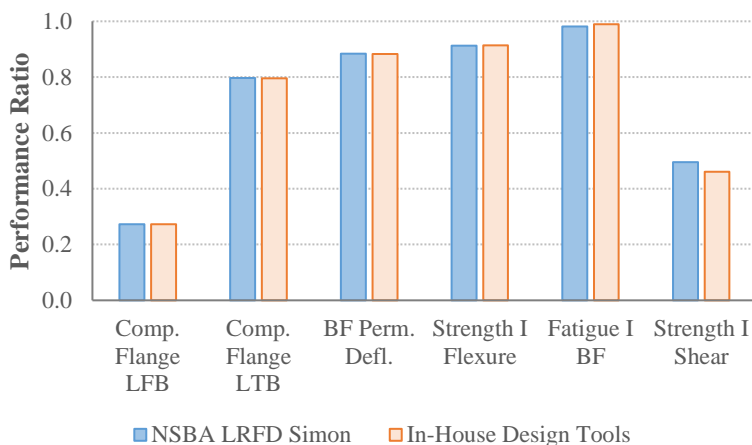 Performance Ratio
1.0
0.8
0.6
0.4
0.2
0.0
Comp.
Flange
LFB
Comp.
Flange
LTB
BF Perm.
Defl.
Strength I
Flexure
Fatigue I
BF
Strength I
Shear
NSBA LRFD Simon
In-House Design Tools